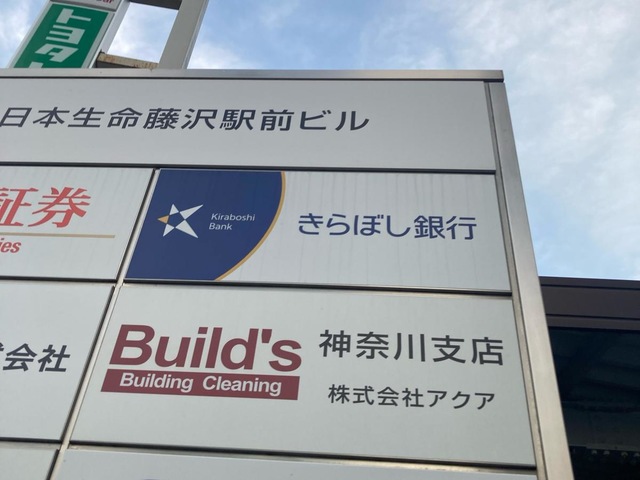 トヨタ
日本生命藤沢駅前ビル
証券
ies
Kiraboshi
Bank
きらぼし銀行
式会社
Build's
Building Cleaning
神奈川支店
株式会社アクア